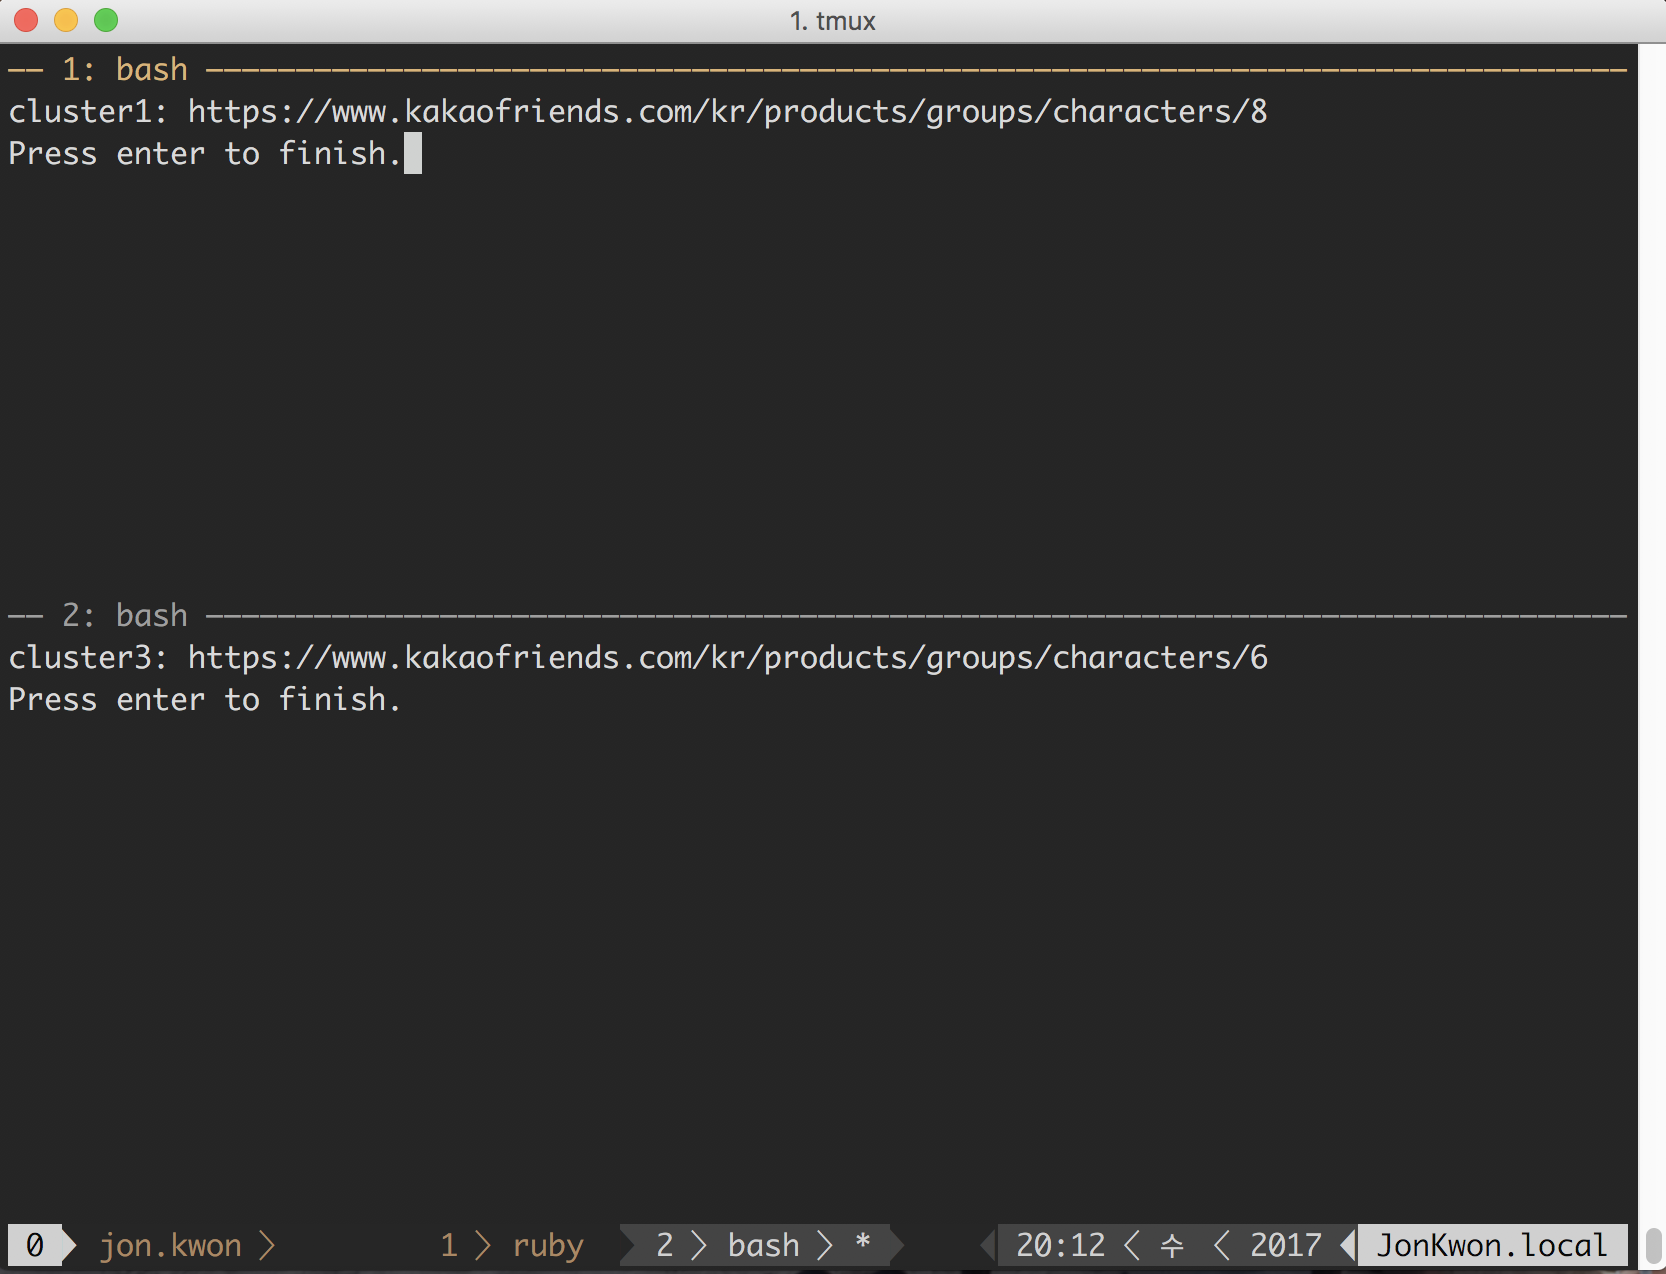 1. tmux
—— 1: bash ——
cluster1: https://www.kakaofriends.com/kr/products/groups/characters/8
Press enter to finish.
—— 2: bash ——
cluster3: https://www.kakaofriends.com/kr/products/groups/characters/6
Press enter to finish.
0 jon.kwon 1 ruby 2 bash * 20:12 수 2017 JonKwon.local